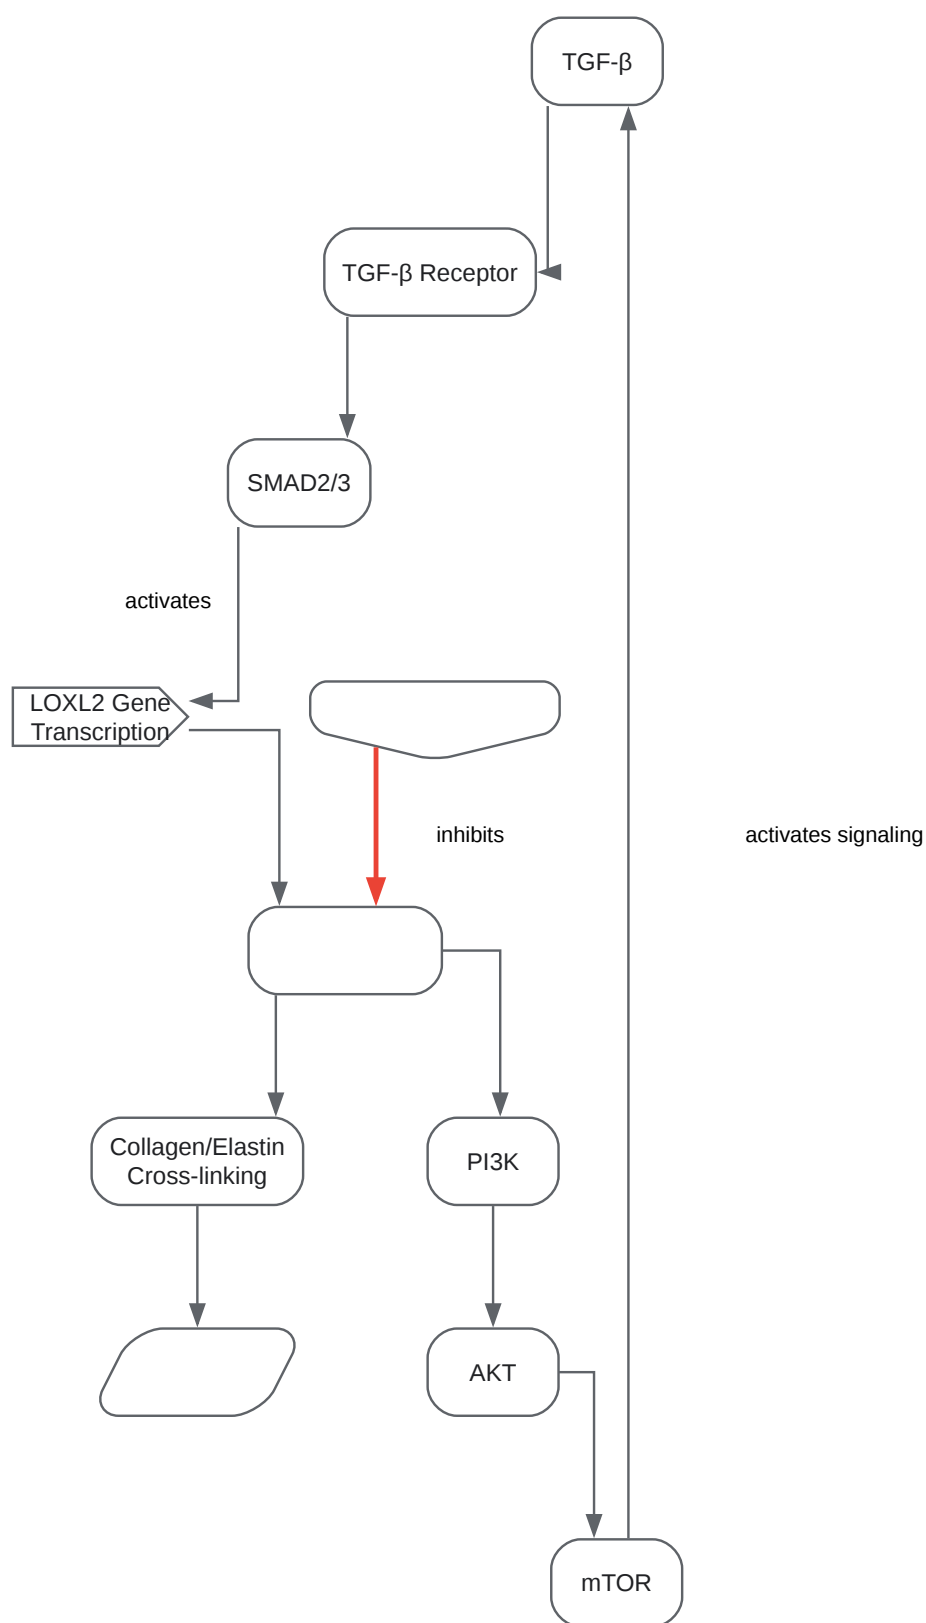 TGF-β
TGF-β Receptor
SMAD2/3
activates
LOXL2 Gene
Transcription
inhibits
activates signaling
Collagen/Elastin
Cross-linking
PI3K
AKT
mTOR